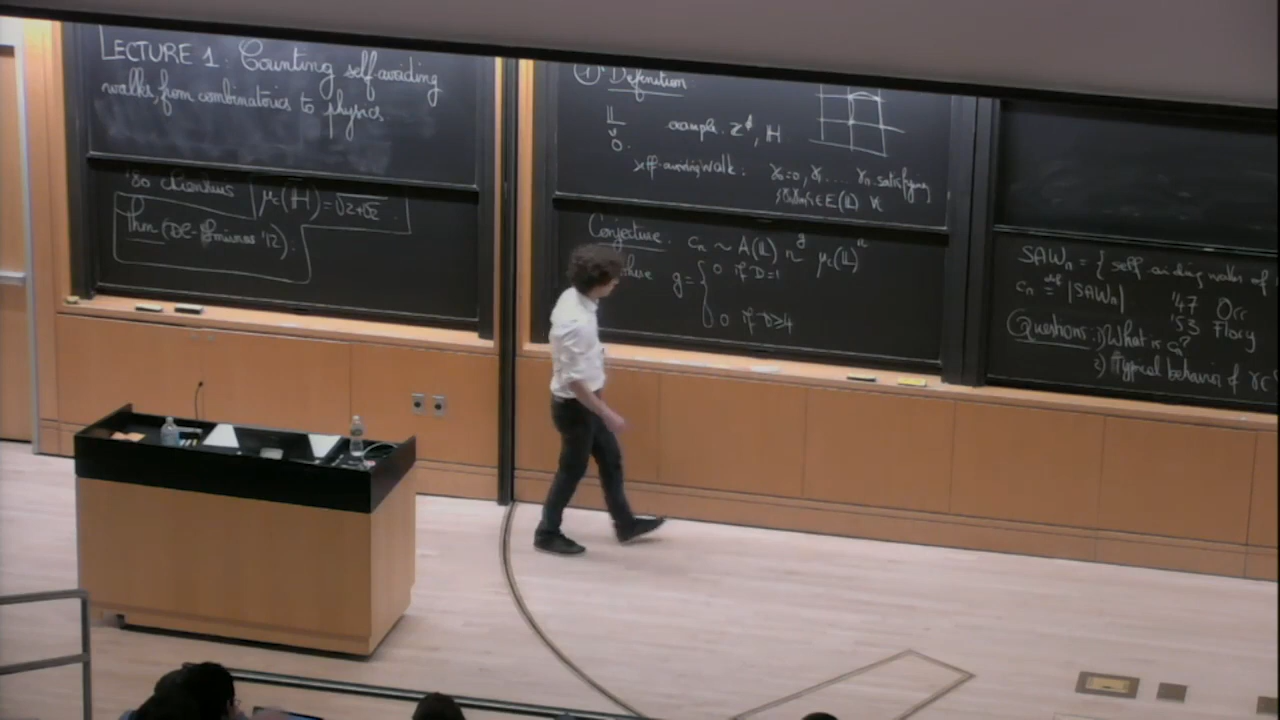 LECTURE 1: Counting self-avoiding
walks, from combinatorics to physics
'80 Nienhuis μc(H) = √2+√2
Thm (DC-Smirnov '12).
① Definition
example. Z^d, H
0
self-avoiding walk: γ0=0, γ1 .... γn satisfying
∈E(𝕃)
Conjecture. cn ~ A(𝕃) n^g μc(𝕃)^n
g = { 0 if D=1
0 if D≥4
SAWn = { self avoiding walks of
cn def= |SAWn| '47 Orr
'53 Flory
Questions: 1) What is cn?
2) Typical behavior of γ∈